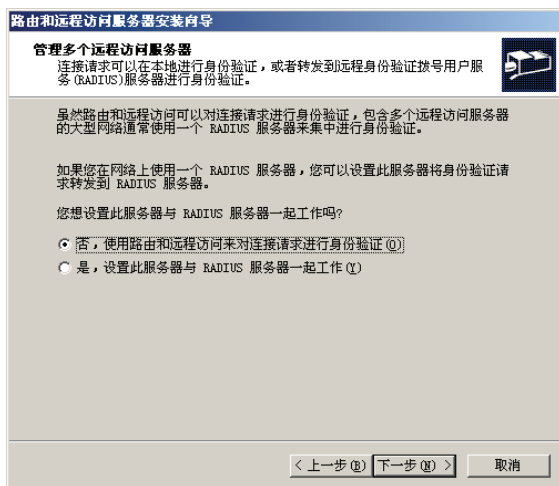 路由和远程访问服务器安装向导
管理多个远程访问服务器
连接请求可以在本地进行身份验证，或者转发到远程身份验证拨号用户服
务(RADIUS)服务器进行身份验证。
虽然路由和远程访问可以对连接请求进行身份验证，包含多个远程访问服务器
的大型网络通常使用一个 RADIUS 服务器来集中进行身份验证。
如果您在网络上使用一个 RADIUS 服务器，您可以设置此服务器将身份验证请
求转发到 RADIUS 服务器。
您想设置此服务器与 RADIUS 服务器一起工作吗?
否，使用路由和远程访问来对连接请求进行身份验证(O)
是，设置此服务器与 RADIUS 服务器一起工作(Y)
< 上一步(B) 下一步(N) > 取消